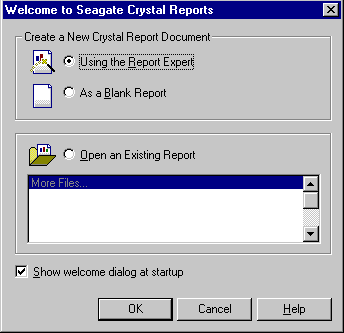 Welcome to Seagate Crystal Reports
Create a New Crystal Report Document
Using the Report Expert
As a Blank Report
Open an Existing Report
More Files...
Show welcome dialog at startup
OK Cancel Help